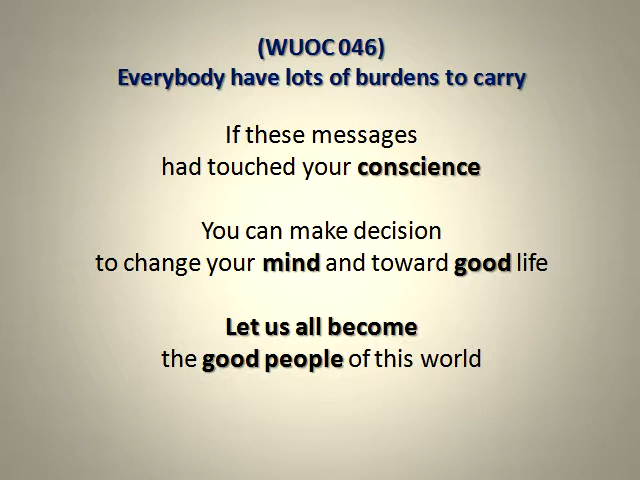 (WUOC 046)
Everybody have lots of burdens to carry
If these messages
had touched your conscience
You can make decision
to change your mind and toward good life
Let us all become
the good people of this world